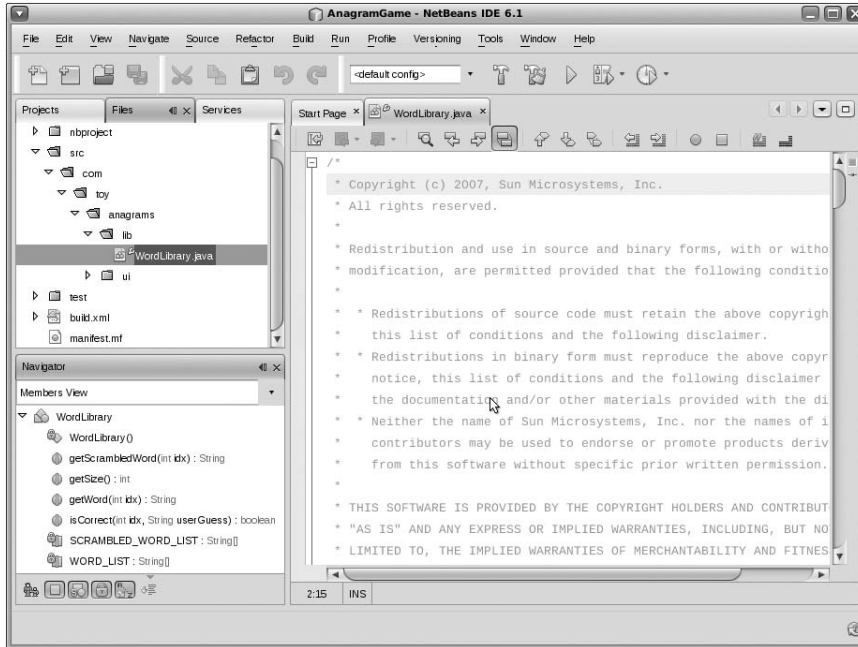 AnagramGame - NetBeans IDE 6.1
File Edit View Navigate Source Refactor Build Run Profile Versioning Tools Window Help
<default config>
Projects Files Services
nbproject
src
com
toy
anagrams
lib
WordLibrary.java
ui
test
build.xml
manifest.mf
Navigator
Members View
WordLibrary
WordLibrary()
getScrambledWord(int idx) : String
getSize() : int
getWord(int idx) : String
isCorrect(int idx, String userGuess) : boolean
SCRAMBLED_WORD_LIST : String[]
WORD_LIST : String[]
Start Page WordLibrary.java
/*
* Copyright (c) 2007, Sun Microsystems, Inc.
* All rights reserved.
*
* Redistribution and use in source and binary forms, with or witho
* modification, are permitted provided that the following conditio
*
* * Redistributions of source code must retain the above copyrigh
* this list of conditions and the following disclaimer.
* * Redistributions in binary form must reproduce the above copyr
* notice, this list of conditions and the following disclaimer
* the documentation and/or other materials provided with the di
* * Neither the name of Sun Microsystems, Inc. nor the names of i
* contributors may be used to endorse or promote products deriv
* from this software without specific prior written permission.
*
* THIS SOFTWARE IS PROVIDED BY THE COPYRIGHT HOLDERS AND CONTRIBUT
* "AS IS" AND ANY EXPRESS OR IMPLIED WARRANTIES, INCLUDING, BUT NO
* LIMITED TO, THE IMPLIED WARRANTIES OF MERCHANTABILITY AND FITNES
2:15 INS